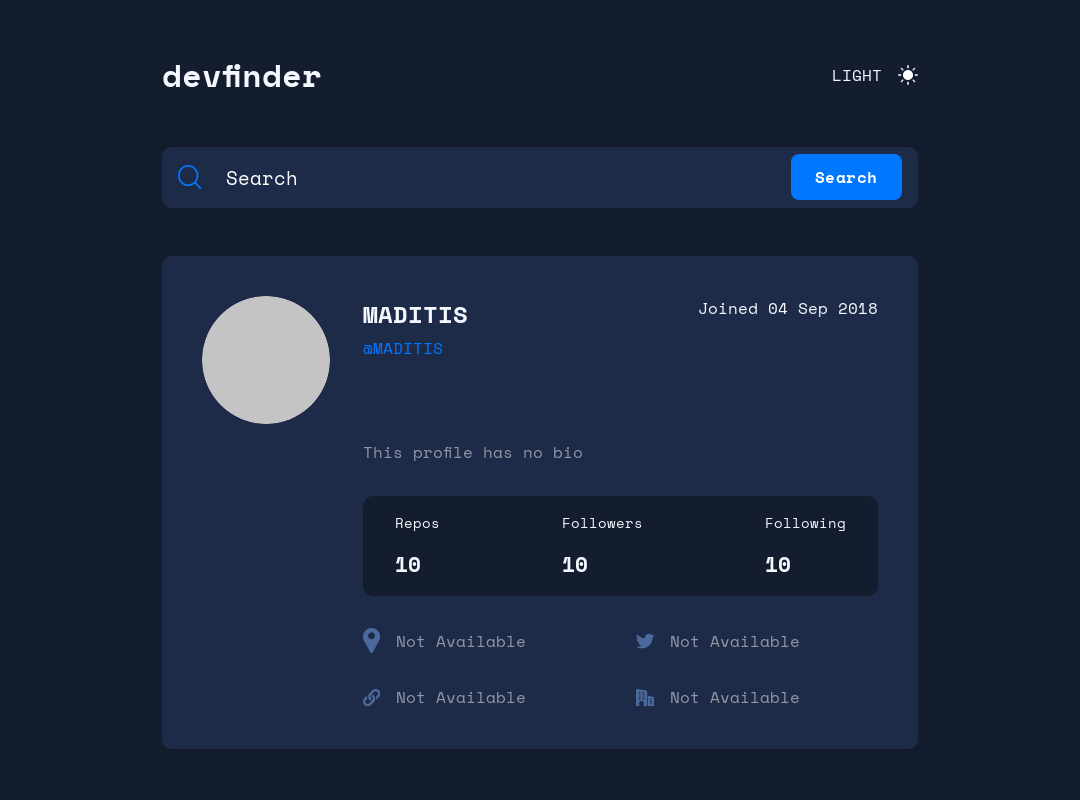 devfinder
LIGHT
Search
Search
MADITIS
Joined 04 Sep 2018
@MADITIS
This profile has no bio
Repos
Followers
Following
10
10
10
Not Available
Not Available
Not Available
Not Available